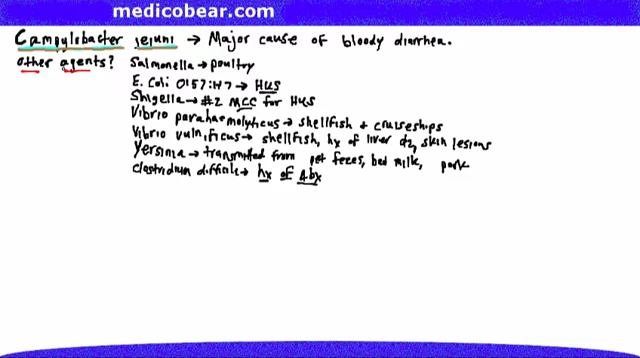 medicobear.com
Campylobacter jejuni → Major cause of bloody diarrhea.
Other agents? Salmonella → poultry
E. Coli 0157:H7 → HUS
Shigella → #2 MCC for HUS
Vibrio parahaemolyticus → shellfish + cruiseships
Vibrio vulnificus → shellfish, hx of liver dz, skin lesions
Yersinia → transmitted from pet feces, bad milk, pork
Clostridium difficile → hx of Abx